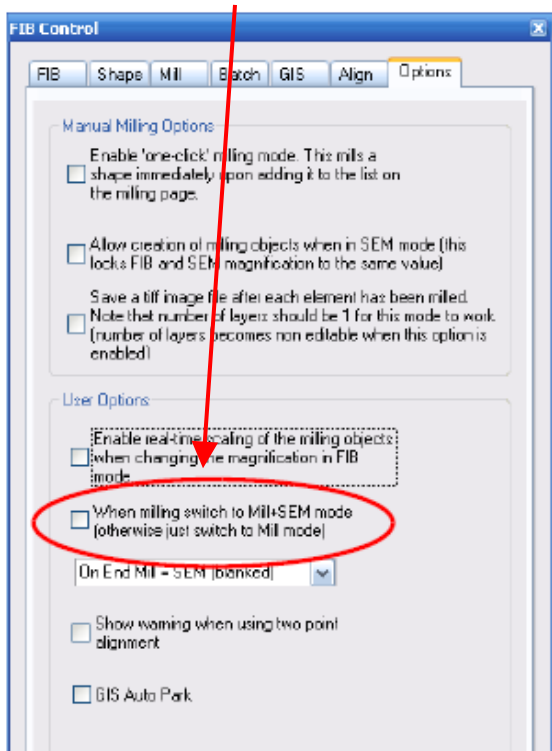 FIB Control
FIB Shape Mill Batch GIS Align Options
Manual Milling Options
Enable 'one-click' milling mode. This mills a
shape immediately upon adding it to the list on
the milling page.
Allow creation of milling objects when in SEM mode (this
locks FIB and SEM magnification to the same value)
Save a tiff image file after each element has been milled.
Note that number of layers should be 1 for this mode to work
(number of layers becomes non editable when this option is
enabled)
User Options
Enable real-time scaling of the milling objects
when changing the magnification in FIB
mode
When milling switch to Mill+SEM mode
(otherwise just switch to Mill mode)
On End Mill = SEM (blanked)
Show warning when using two point
alignment
GIS Auto Park